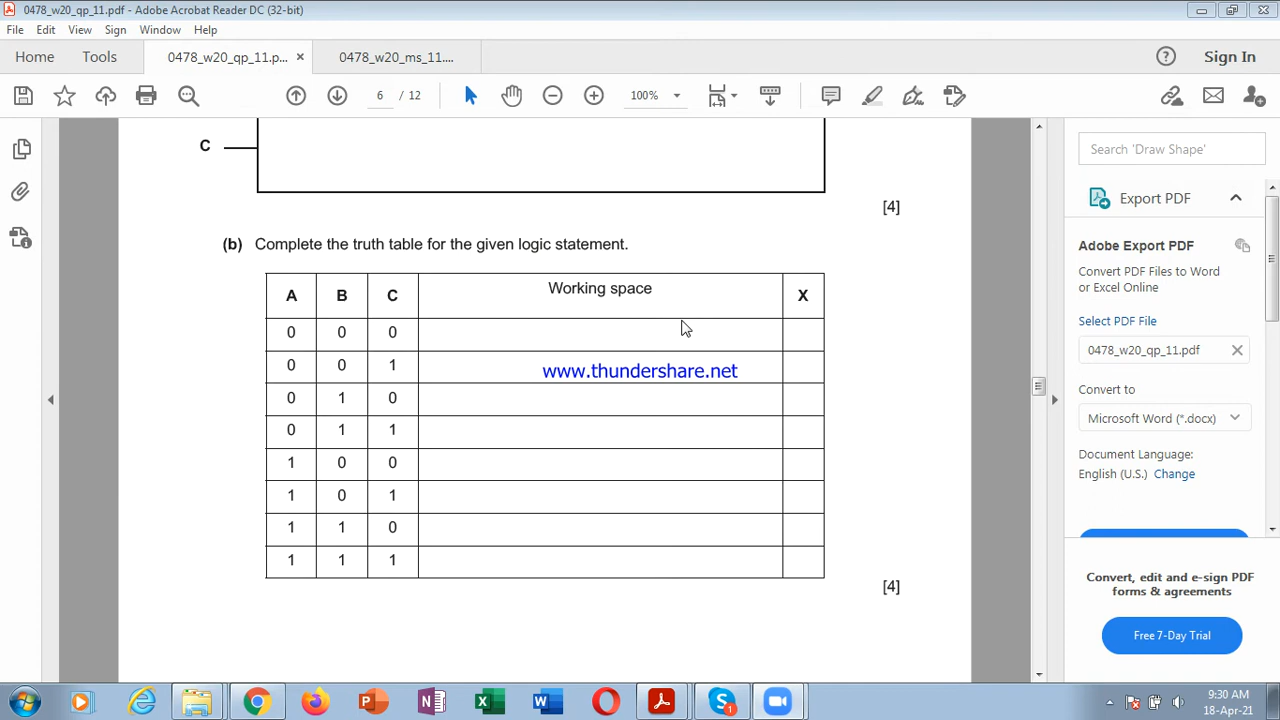 0478_w20_qp_11.pdf - Adobe Acrobat Reader DC (32-bit)
File Edit View Sign Window Help
Home Tools 0478_w20_qp_11.p... × 0478_w20_ms_11.... Sign In
6 / 12 100%
C
[4]
(b) Complete the truth table for the given logic statement.
A B C Working space X
0 0 0
0 0 1
www.thundershare.net
0 1 0
0 1 1
1 0 0
1 0 1
1 1 0
1 1 1
[4]
Search 'Draw Shape'
Export PDF
Adobe Export PDF
Convert PDF Files to Word
or Excel Online
Select PDF File
0478_w20_qp_11.pdf
Convert to
Microsoft Word (*.docx)
Document Language:
English (U.S.) Change
Convert, edit and e-sign PDF
forms & agreements
Free 7-Day Trial
9:30 AM
18-Apr-21